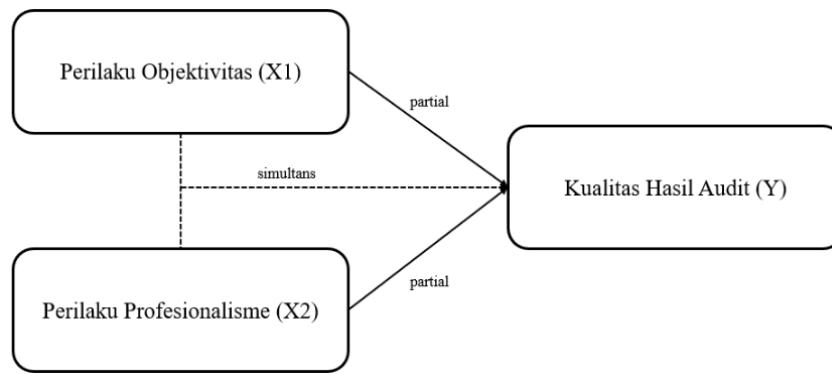 Perilaku Objektivitas (X1)
partial
simultans
Kualitas Hasil Audit (Y)
partial
Perilaku Profesionalisme (X2)